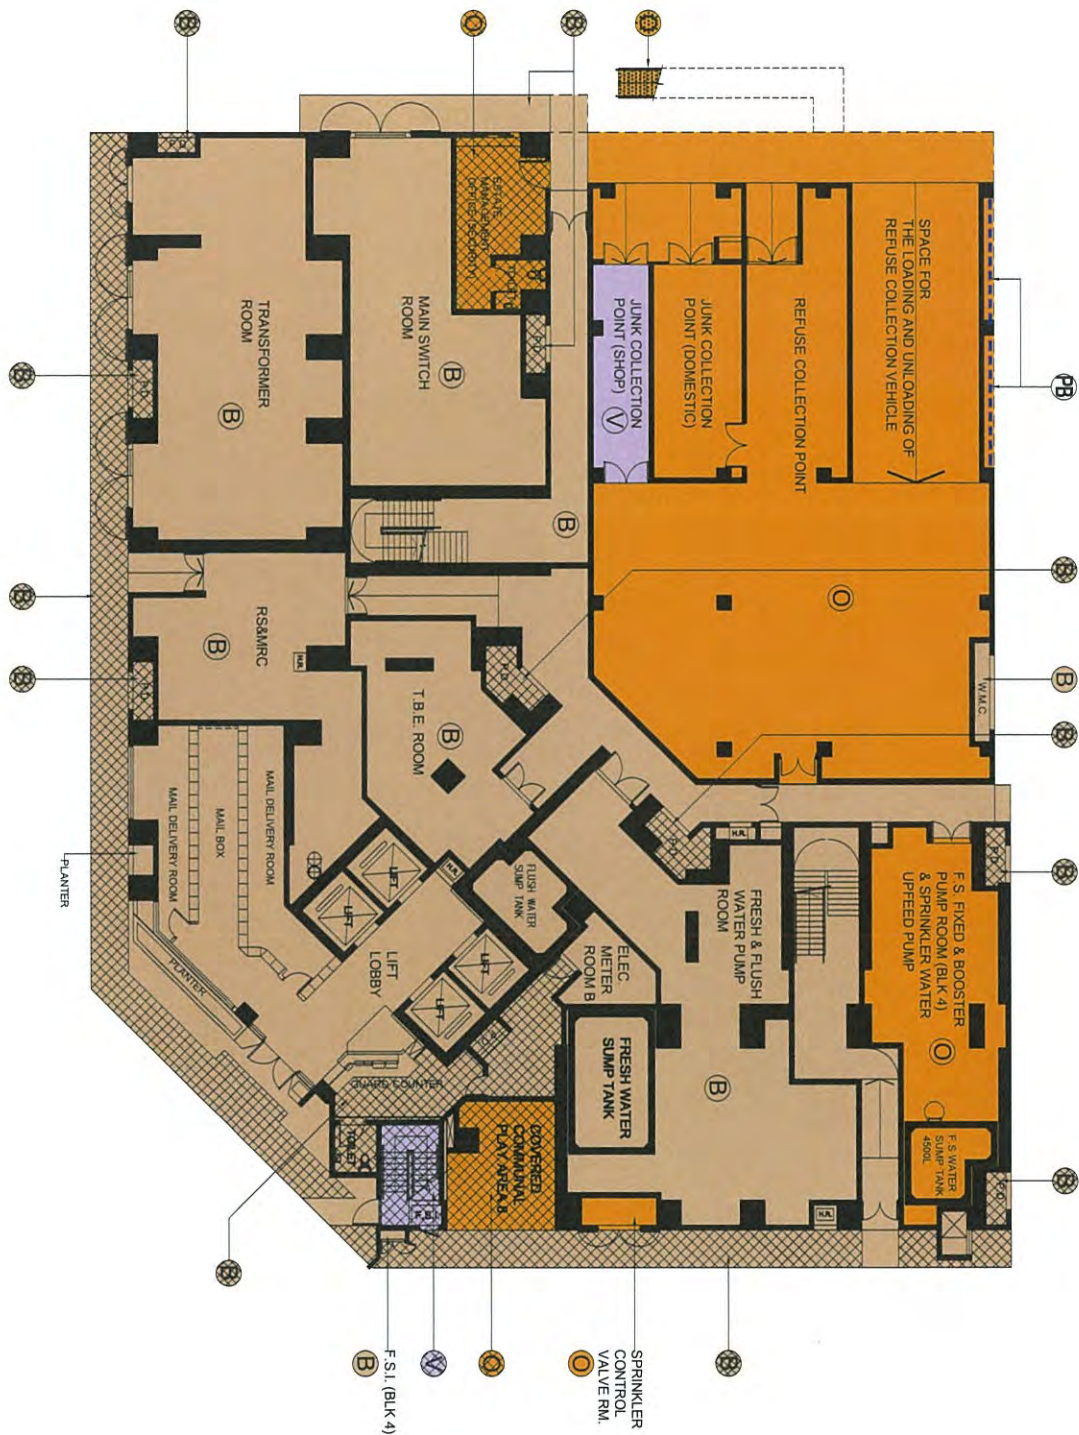 B
O
B
PB
B
B
B
B
B
B
B
B
B
SPRINKLER
CONTROL
VALVE RM.
O
O
V
F.S.I. (BLK 4)
B
B
B
B
B
PLANTER
SPACE FOR
THE LOADING AND UNLOADING OF
REFUSE COLLECTION VEHICLE
REFUSE COLLECTION POINT
JUNK COLLECTION
POINT (DOMESTIC)
JUNK COLLECTION
POINT (SHOP)
V
O
W.M.C.
ESTATE
MANAGEMENT
OFFICE (SECURITY)
MAIN SWITCH
ROOM
B
P.D.
TRANSFORMER
ROOM
B
P.D.
B
RS&MRC
B
H.R.
P.D.
T.B.E. ROOM
B
P.D.
P.D.
H.R.
FRESH & FLUSH
WATER PUMP
ROOM
F.S. FIXED & BOOSTER
PUMP ROOM (BLK 4)
& SPRINKLER WATER
UPFEED PUMP
O
P.D.
F.S WATER
SUMP TANK
4500L
P.D.
FLUSH WATER
SUMP TANK
ELEC.
METER
ROOM B
FRESH WATER
SUMP TANK
B
H.R.
H.R.
LIFT
LIFT
LIFT
LIFT
LIFT
LOBBY
MAIL DELIVERY ROOM
MAIL BOX
MAIL DELIVERY ROOM
PLANTER
GUARD COUNTER
TOILET
COVERED
COMMUNAL
PLAY AREA B